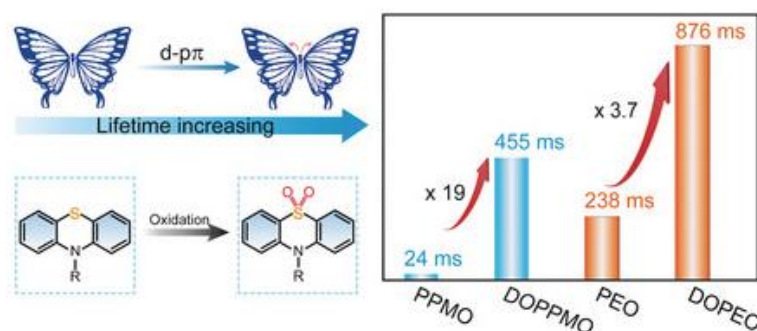 d-pπ
Lifetime increasing
S
N
R
Oxidation
O O
S
N
R
24 ms
x 19
455 ms
238 ms
x 3.7
876 ms
PPMO
DOPPMO
PEO
DOPEO